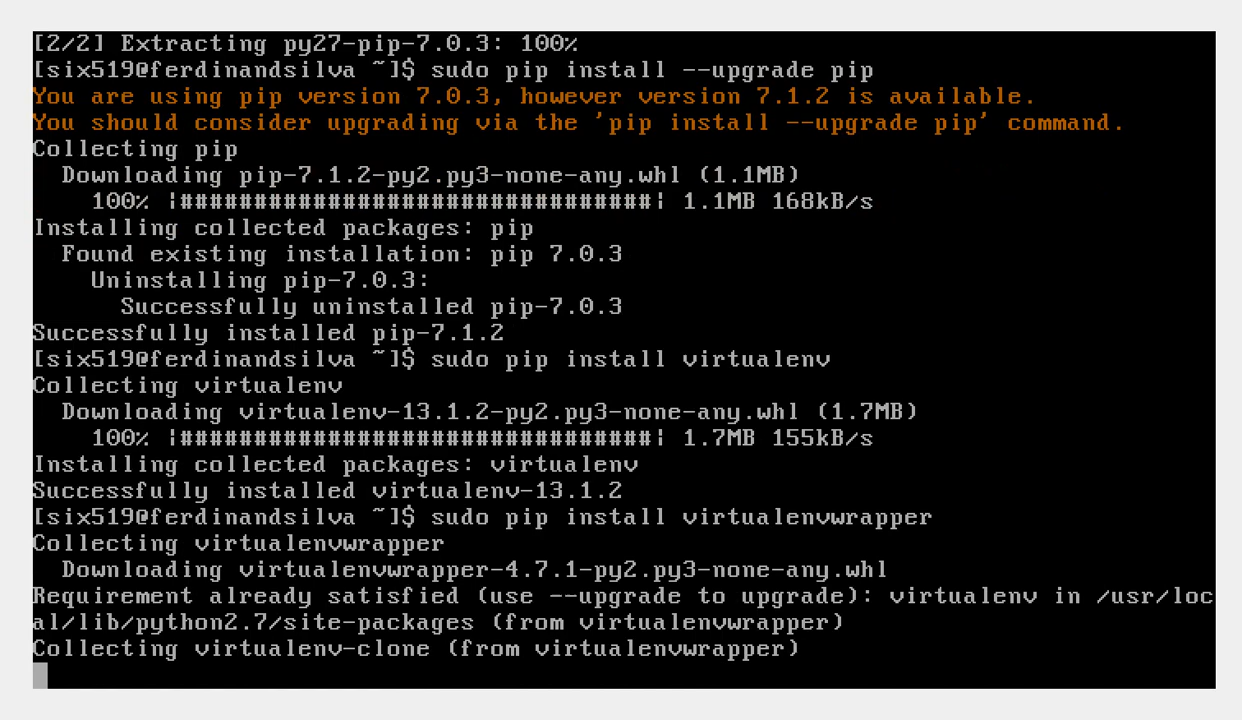 [2/2] Extracting py27-pip-7.0.3: 100%
[six519@ferdinandsilva ~]$ sudo pip install --upgrade pip
You are using pip version 7.0.3, however version 7.1.2 is available.
You should consider upgrading via the 'pip install --upgrade pip' command.
Collecting pip
  Downloading pip-7.1.2-py2.py3-none-any.whl (1.1MB)
    100% |################################| 1.1MB 168kB/s
Installing collected packages: pip
  Found existing installation: pip 7.0.3
    Uninstalling pip-7.0.3:
      Successfully uninstalled pip-7.0.3
Successfully installed pip-7.1.2
[six519@ferdinandsilva ~]$ sudo pip install virtualenv
Collecting virtualenv
  Downloading virtualenv-13.1.2-py2.py3-none-any.whl (1.7MB)
    100% |################################| 1.7MB 155kB/s
Installing collected packages: virtualenv
Successfully installed virtualenv-13.1.2
[six519@ferdinandsilva ~]$ sudo pip install virtualenvwrapper
Collecting virtualenvwrapper
  Downloading virtualenvwrapper-4.7.1-py2.py3-none-any.whl
Requirement already satisfied (use --upgrade to upgrade): virtualenv in /usr/loc
al/lib/python2.7/site-packages (from virtualenvwrapper)
Collecting virtualenv-clone (from virtualenvwrapper)